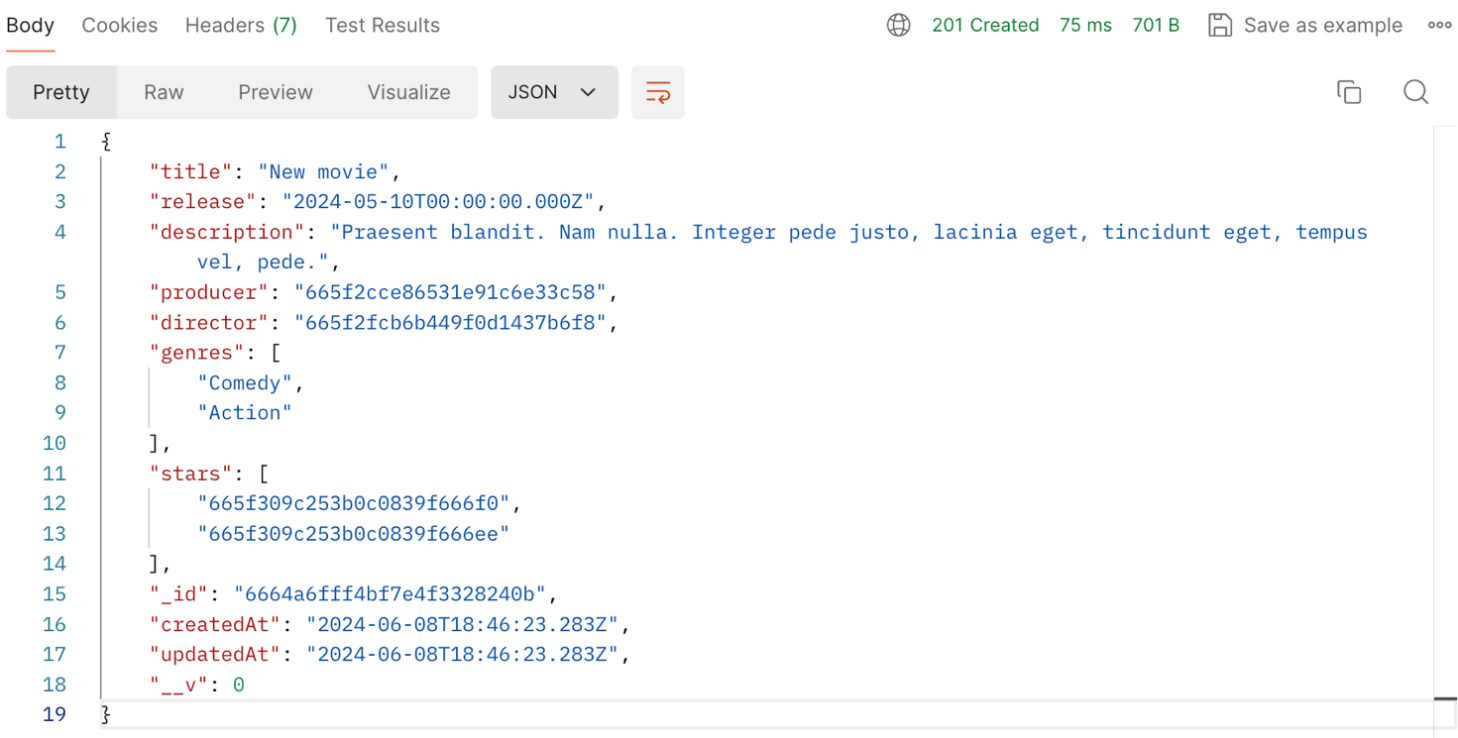 Body Cookies Headers (7) Test Results 201 Created 75 ms 701 B Save as example
Pretty Raw Preview Visualize JSON
1 {
2 "title": "New movie",
3 "release": "2024-05-10T00:00:00.000Z",
4 "description": "Praesent blandit. Nam nulla. Integer pede justo, lacinia eget, tincidunt eget, tempus
vel, pede.",
5 "producer": "665f2cce86531e91c6e33c58",
6 "director": "665f2fcb6b449f0d1437b6f8",
7 "genres": [
8 "Comedy",
9 "Action"
10 ],
11 "stars": [
12 "665f309c253b0c0839f666f0",
13 "665f309c253b0c0839f666ee"
14 ],
15 "_id": "6664a6fff4bf7e4f3328240b",
16 "createdAt": "2024-06-08T18:46:23.283Z",
17 "updatedAt": "2024-06-08T18:46:23.283Z",
18 "__v": 0
19 }